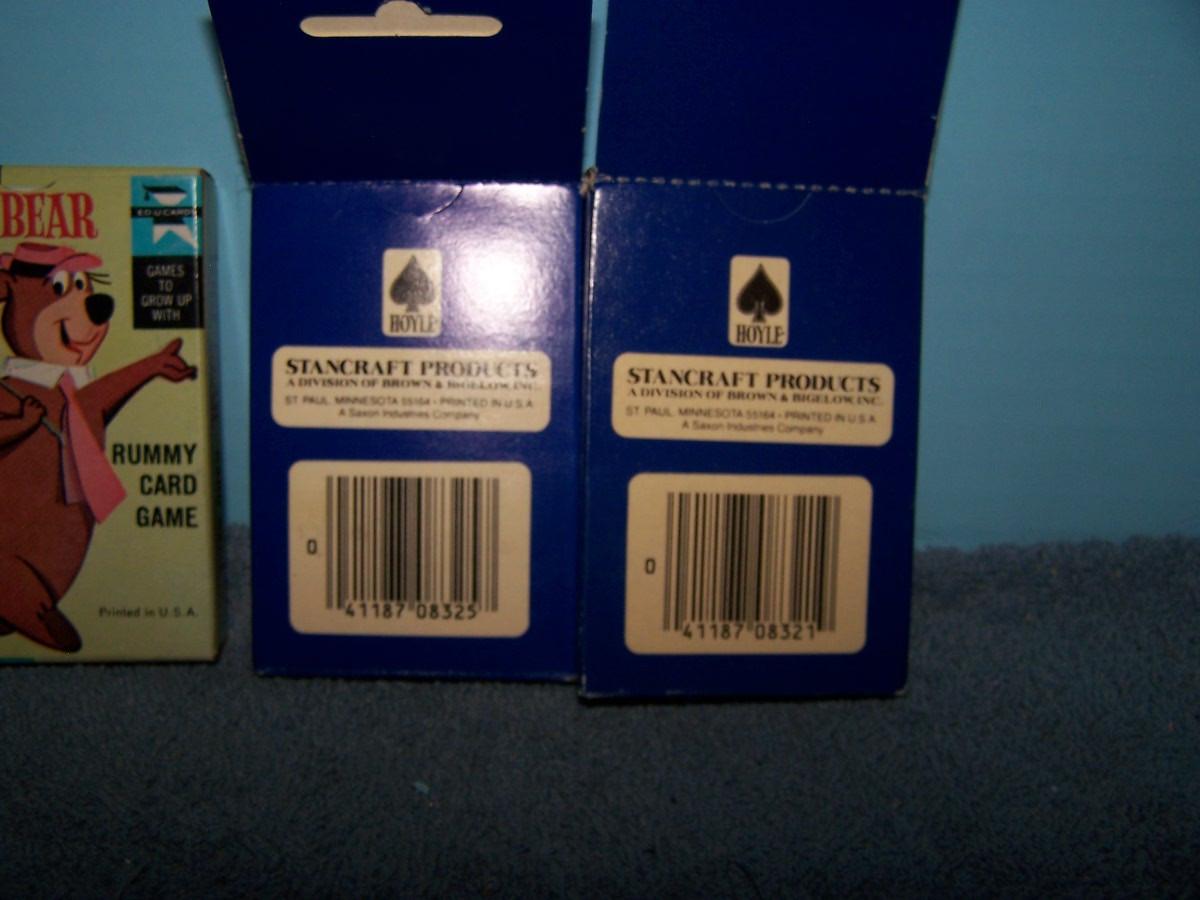 BEAR
ED-U-CARDS
GAMES
TO
GROW UP
WITH
RUMMY
CARD
GAME
Printed in U.S.A.
HOYLE
STANCRAFT PRODUCTS
A DIVISION OF BROWN & BIGELOW, INC.
ST. PAUL, MINNESOTA 55164 - PRINTED IN U.S.A.
A Saxon Industries Company
0
41187 08325
HOYLE
STANCRAFT PRODUCTS
A DIVISION OF BROWN & BIGELOW, INC.
ST. PAUL, MINNESOTA 55164 - PRINTED IN U.S.A.
A Saxon Industries Company
0
41187 08321